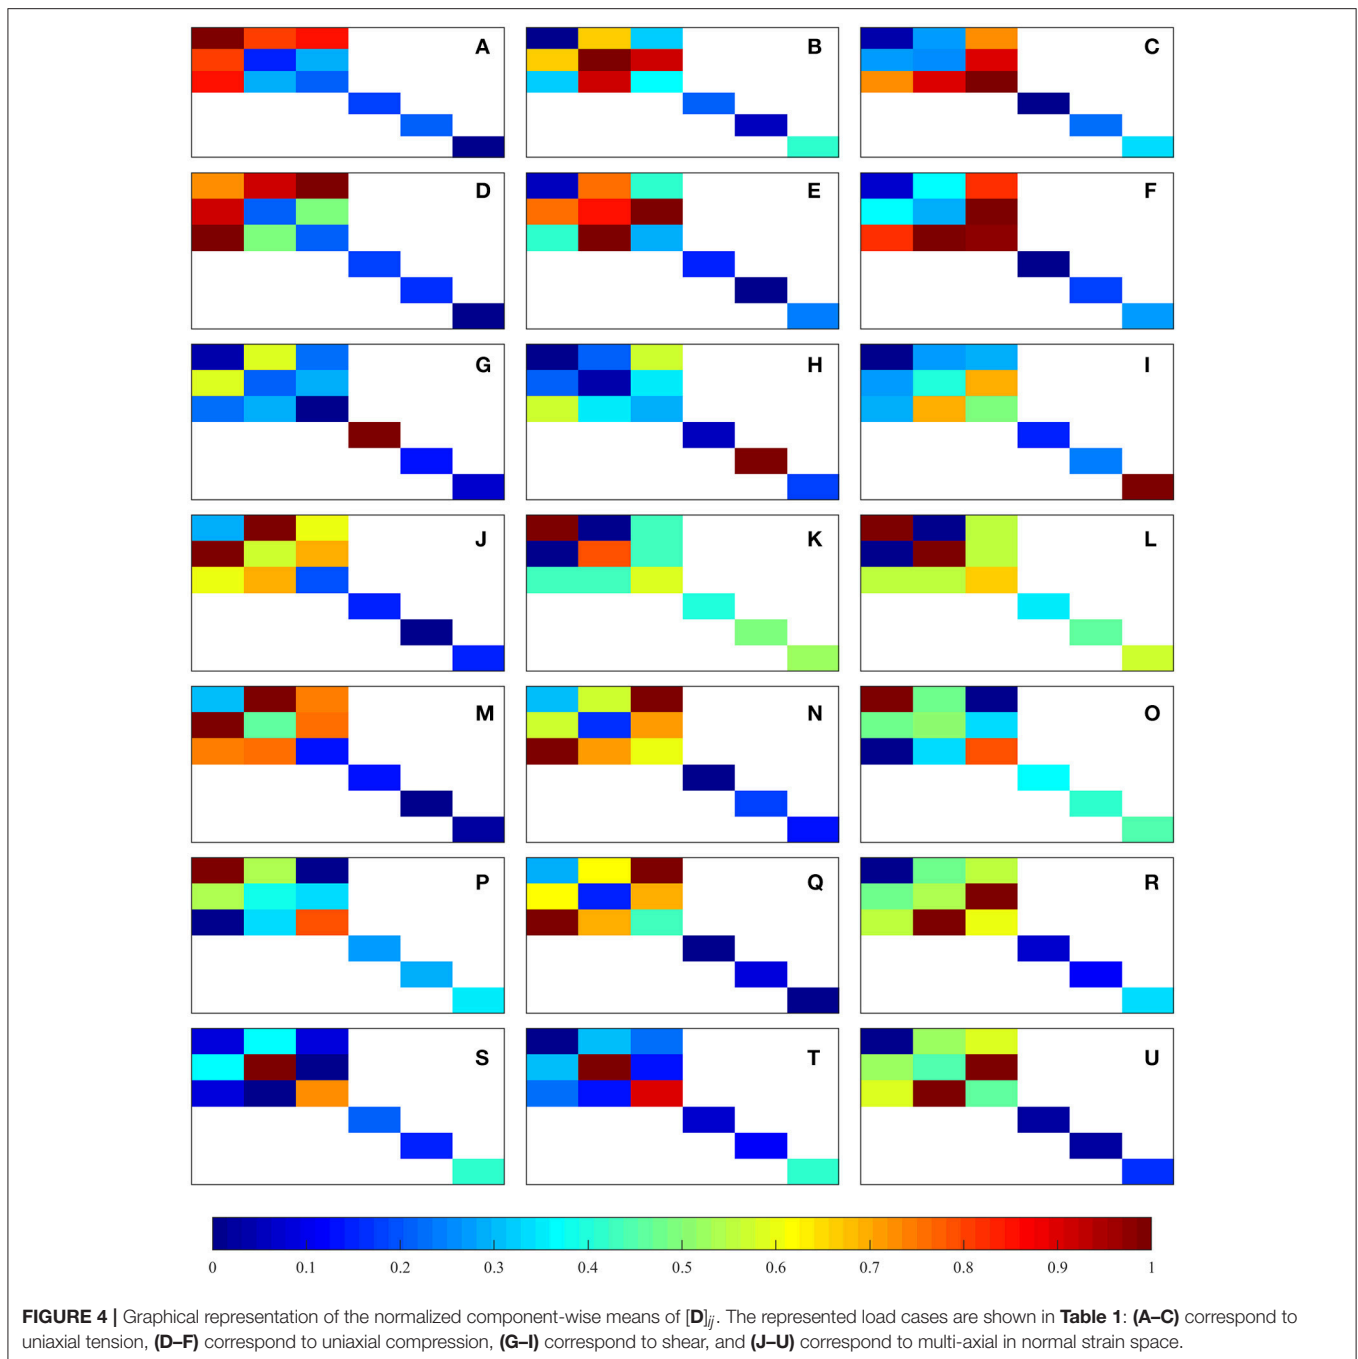 A
B
C
D
E
F
G
H
I
J
K
L
M
N
O
P
Q
R
S
T
U
0 0.1 0.2 0.3 0.4 0.5 0.6 0.7 0.8 0.9 1
FIGURE 4 | Graphical representation of the normalized component-wise means of [D]ij. The represented load cases are shown in Table 1: (A–C) correspond to
uniaxial tension, (D–F) correspond to uniaxial compression, (G–I) correspond to shear, and (J–U) correspond to multi-axial in normal strain space.